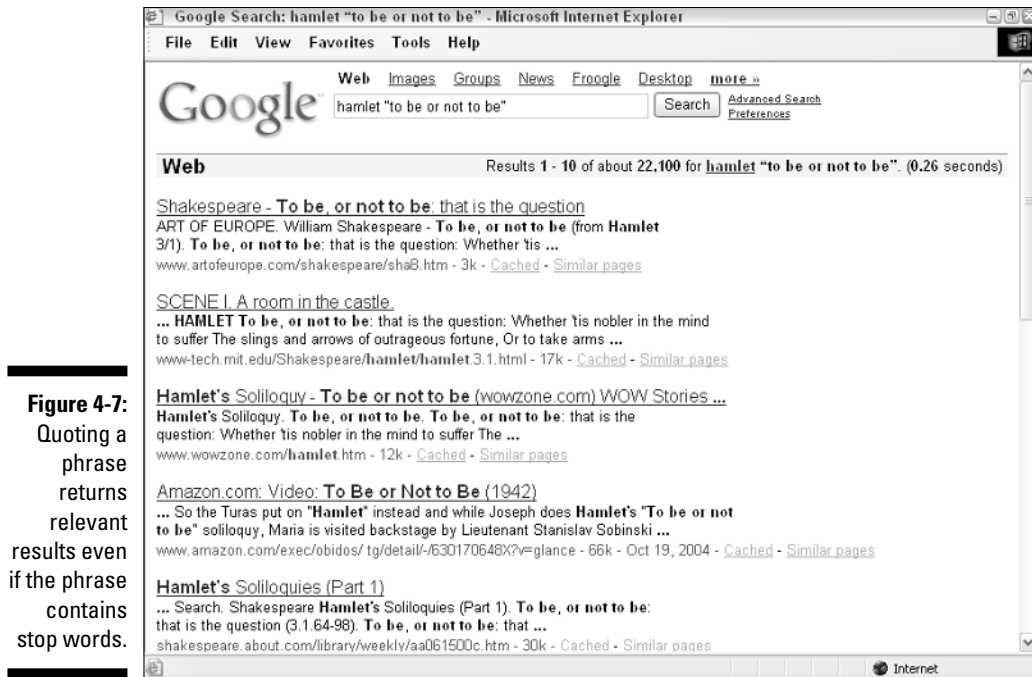 Google Search: hamlet “to be or not to be” - Microsoft Internet Explorer
File Edit View Favorites Tools Help
Web Images Groups News Froogle Desktop more »
Google™
hamlet "to be or not to be"
Search
Advanced Search
Preferences
Web
Results 1 - 10 of about 22,100 for hamlet “to be or not to be”. (0.26 seconds)
Shakespeare - To be, or not to be: that is the question
ART OF EUROPE. William Shakespeare - To be, or not to be (from Hamlet
3/1). To be, or not to be: that is the question: Whether 'tis ...
www.artofeurope.com/shakespeare/sha8.htm - 3k - Cached - Similar pages
SCENE I. A room in the castle.
... HAMLET To be, or not to be: that is the question: Whether 'tis nobler in the mind
to suffer The slings and arrows of outrageous fortune, Or to take arms ...
www-tech.mit.edu/Shakespeare/hamlet/hamlet.3.1.html - 17k - Cached - Similar pages
Hamlet's Soliloquy - To be or not to be (wowzone.com) WOW Stories ...
Hamlet's Soliloquy. To be, or not to be. To be, or not to be: that is the
question: Whether 'tis nobler in the mind to suffer The ...
www.wowzone.com/hamlet.htm - 12k - Cached - Similar pages
Amazon.com: Video: To Be or Not to Be (1942)
... So the Turas put on "Hamlet" instead and while Joseph does Hamlet's "To be or not
to be" soliloquy, Maria is visited backstage by Lieutenant Stanislav Sobinski ...
www.amazon.com/exec/obidos/ tg/detail/-/630170648X?v=glance - 66k - Oct 19, 2004 - Cached - Similar pages
Hamlet's Soliloquies (Part 1)
... Search. Shakespeare Hamlet's Soliloquies (Part 1). To be, or not to be:
that is the question (3.1.64-98). To be, or not to be: that ...
shakespeare.about.com/library/weekly/aa061500c.htm - 30k - Cached - Similar pages
Internet
Figure 4-7:
Quoting a
phrase
returns
relevant
results even
if the phrase
contains
stop words.